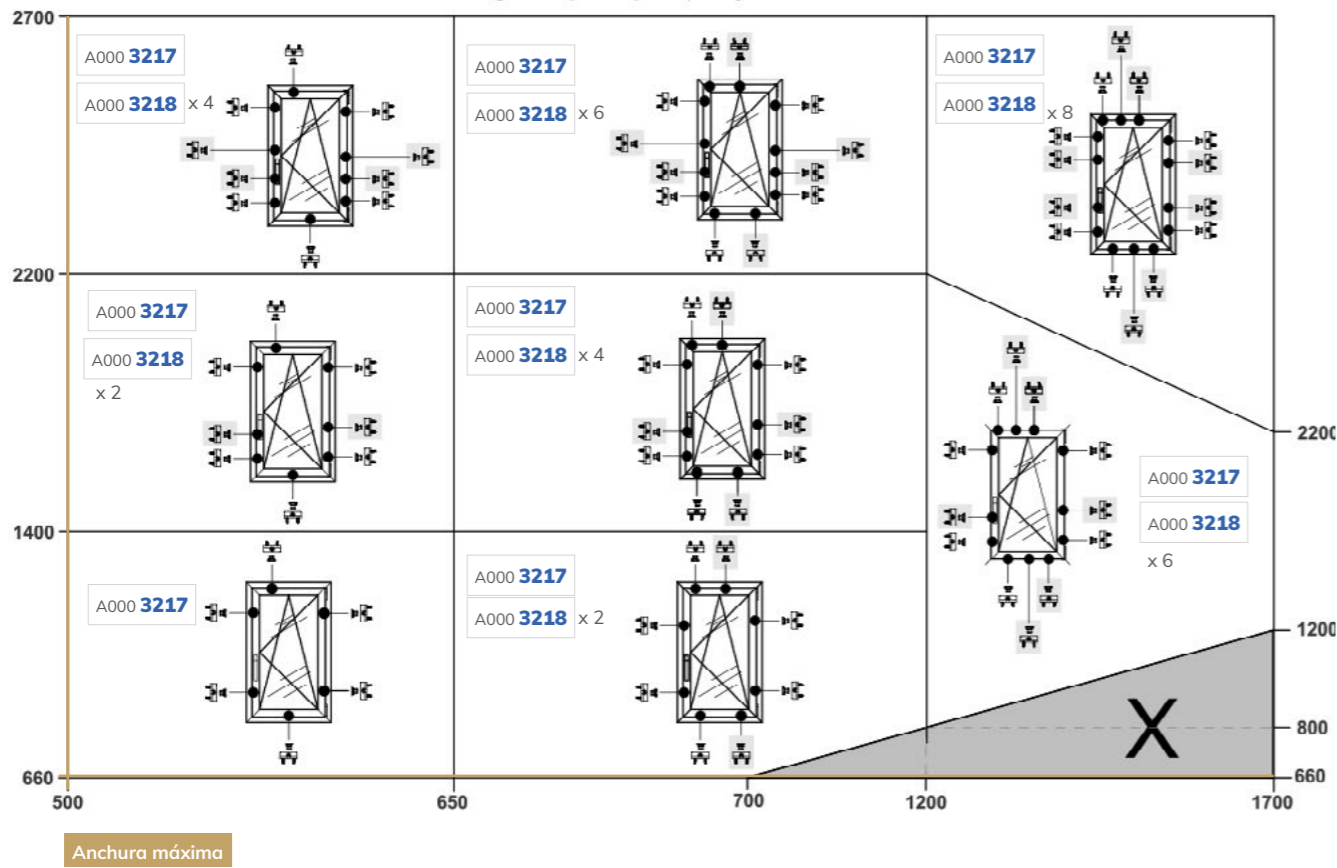 2700
A000 3217
A000 3218 x 4
A000 3217
A000 3218 x 6
A000 3217
A000 3218 x 8
2200
A000 3217
A000 3218
x 2
A000 3217
A000 3218 x 4
2200
A000 3217
A000 3218
x 6
1400
A000 3217
A000 3217
A000 3218 x 2
1200
X
800
660
660
500
650
700
1200
1700
Anchura máxima